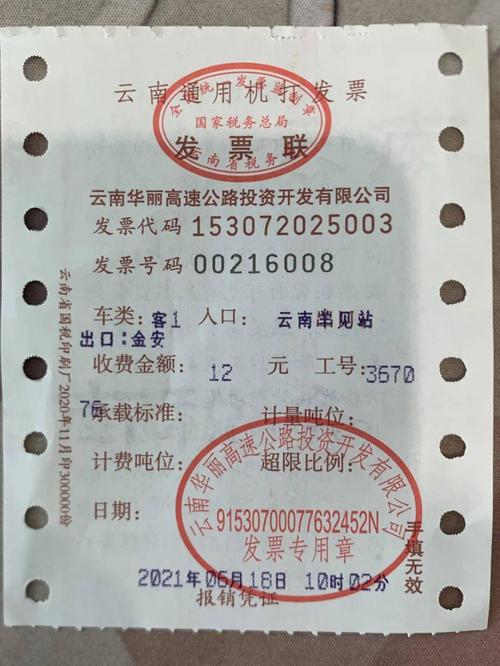 云南通用机打发票
全国统一发票监制章
国家税务总局
云南省税务
发票联
云南华丽高速公路投资开发有限公司
发票代码 153072025003
发票号码 00216008
车类：客1 入口：云南半见站
出口：金安
收费金额： 12 元 工号：3670
76
承载标准： 计量吨位：
计费吨位： 超限比例：
日期：
云南华丽高速公路投资开发有限公司
91530700077632452N
发票专用章
2021年06月18日 10时02分
报销凭证
手填无效
云南省国税印刷厂2020年11月印300000份